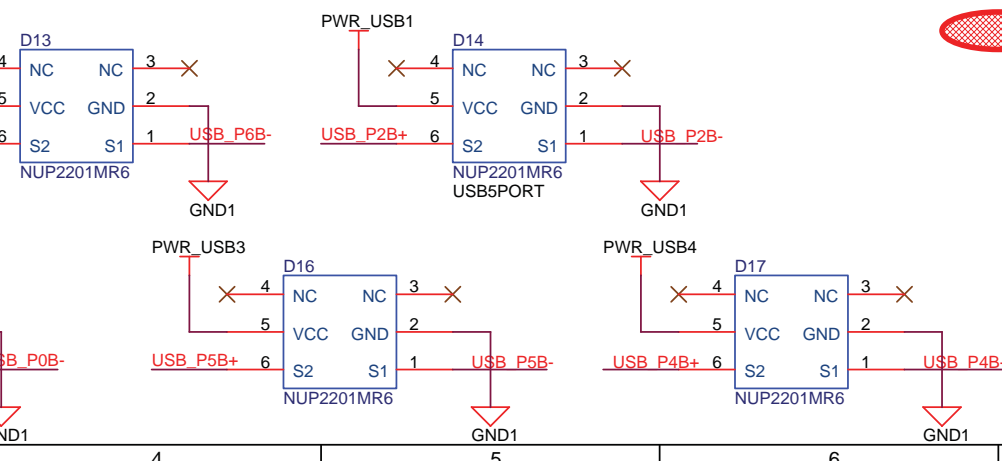 PWR_USB1
D13
D14
4 NC NC 3
4 NC NC 3
5 VCC GND 2
5 VCC GND 2
6 S2 S1 1 USB_P6B-
USB_P2B+ 6 S2 S1 1 USB_P2B-
NUP2201MR6
NUP2201MR6
USB5PORT
GND1
GND1
PWR_USB3
PWR_USB4
D16
D17
4 NC NC 3
4 NC NC 3
5 VCC GND 2
5 VCC GND 2
SB_P0B-
USB_P5B+ 6 S2 S1 1 USB_P5B-
USB_P4B+ 6 S2 S1 1 USB_P4B-
NUP2201MR6
NUP2201MR6
ND1
GND1
GND1
4 5 6